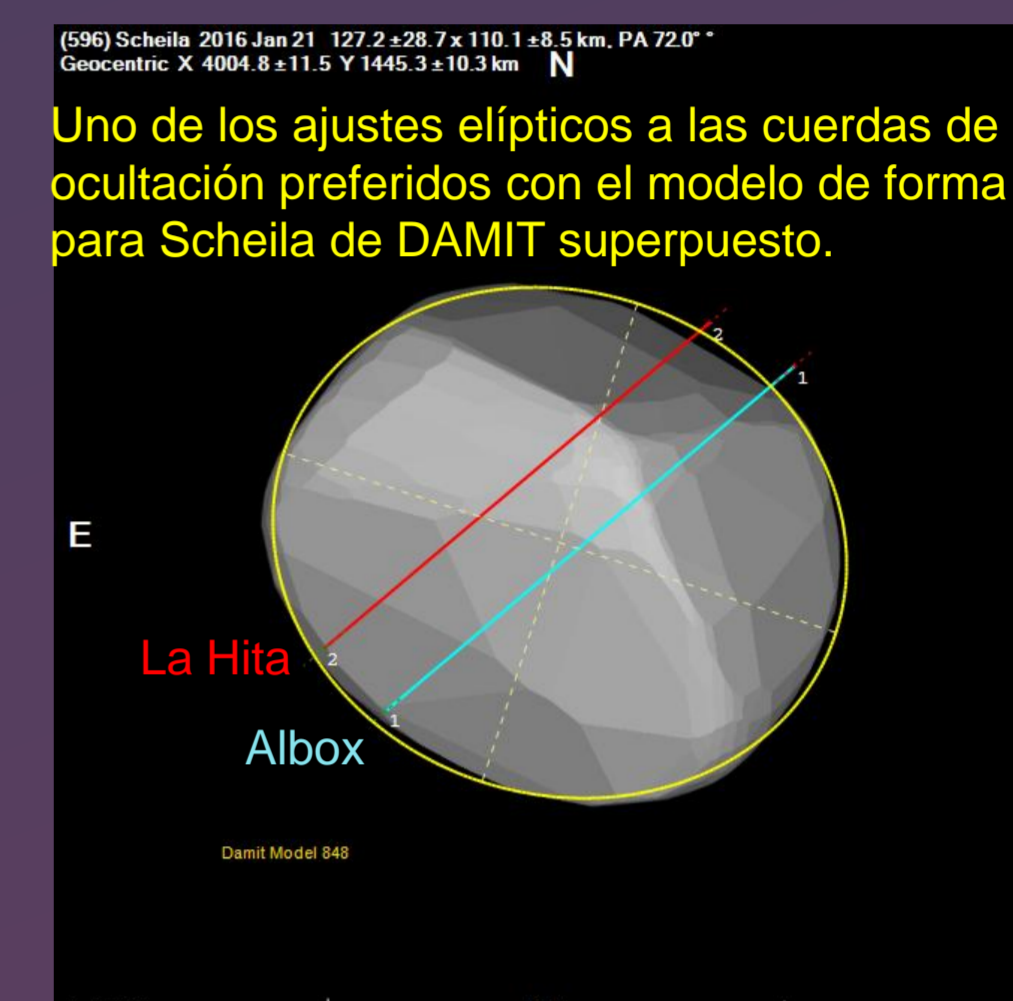 (596) Scheila 2016 Jan 21 127.2 ±28.7 x 110.1 ±8.5 km, PA 72.0° °
Geocentric X 4004.8 ±11.5 Y 1445.3 ±10.3 km N
Uno de los ajustes elípticos a las cuerdas de
ocultación preferidos con el modelo de forma
para Scheila de DAMIT superpuesto.
2
1
E
La Hita 2
1
Albox
Damit Model 848